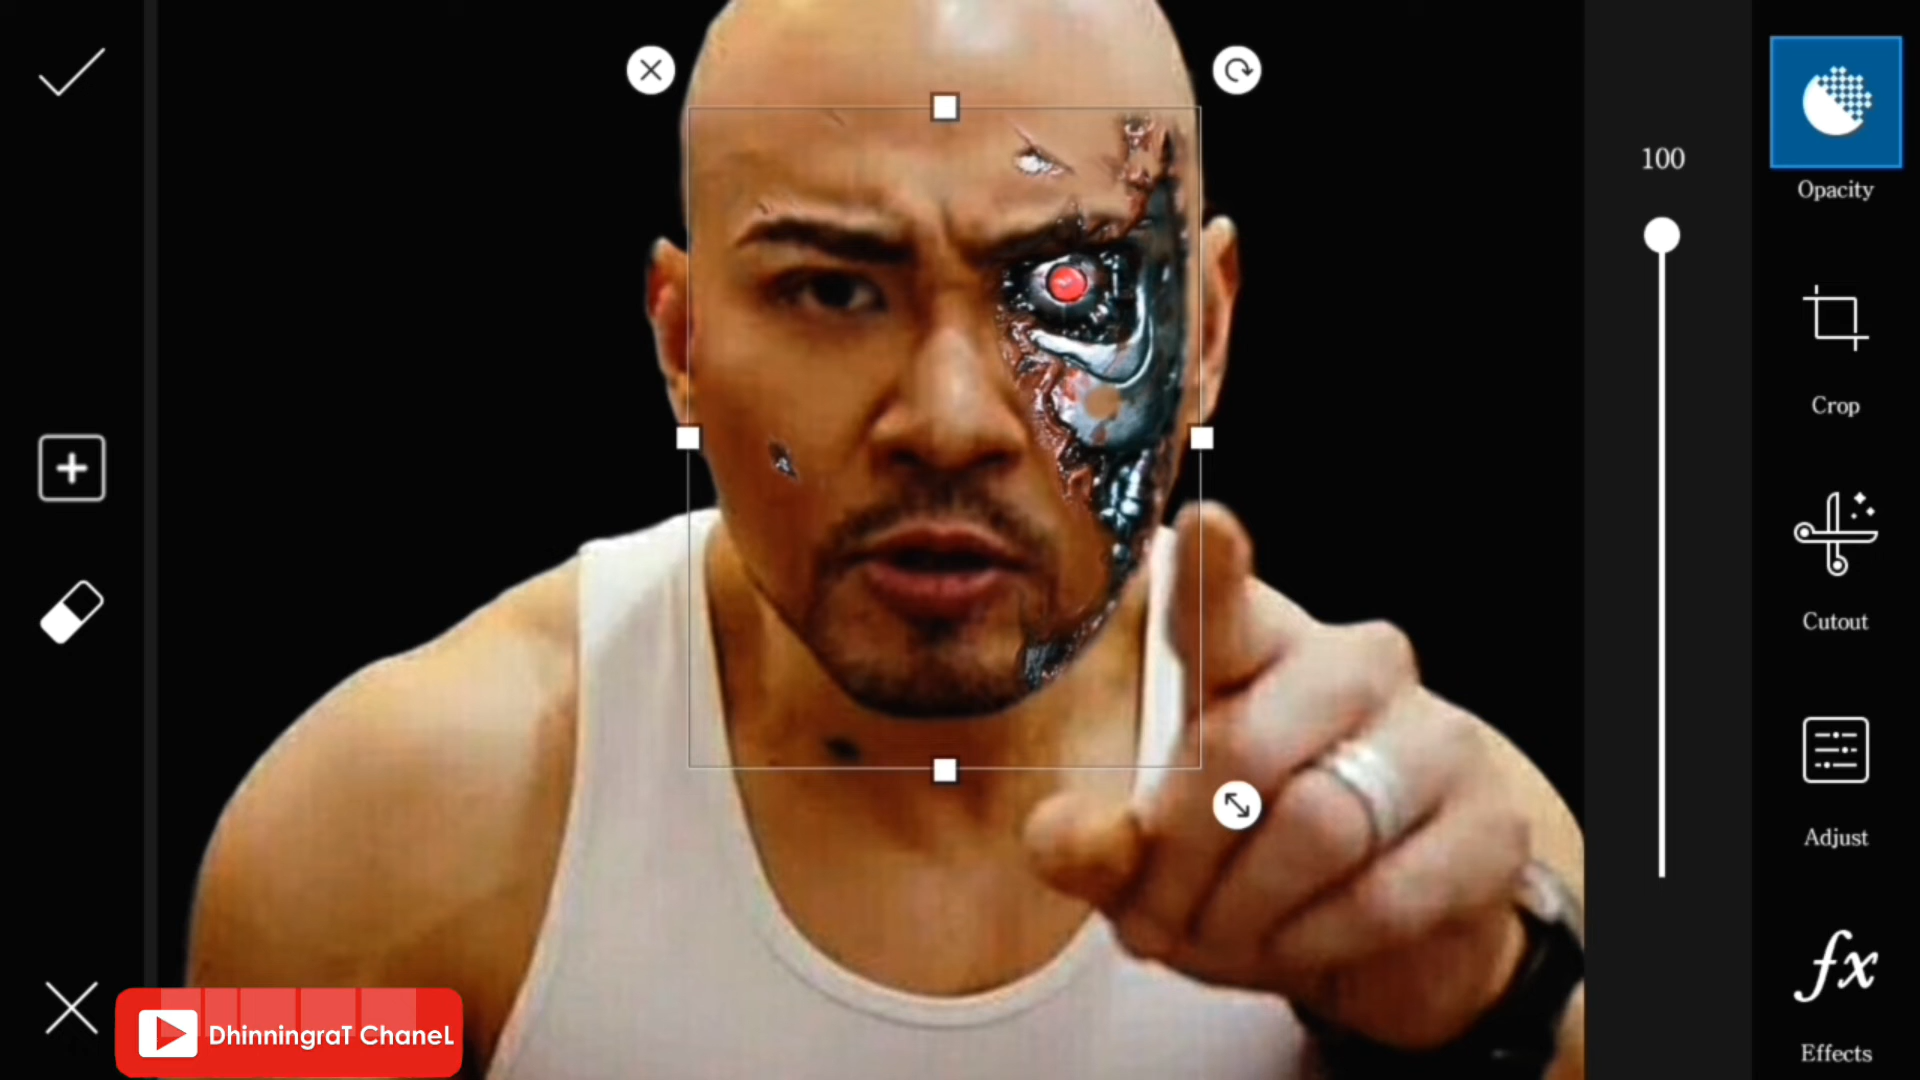 100
Opacity
Crop
Cutout
Adjust
fx
Effects
DhinningraT ChaneL